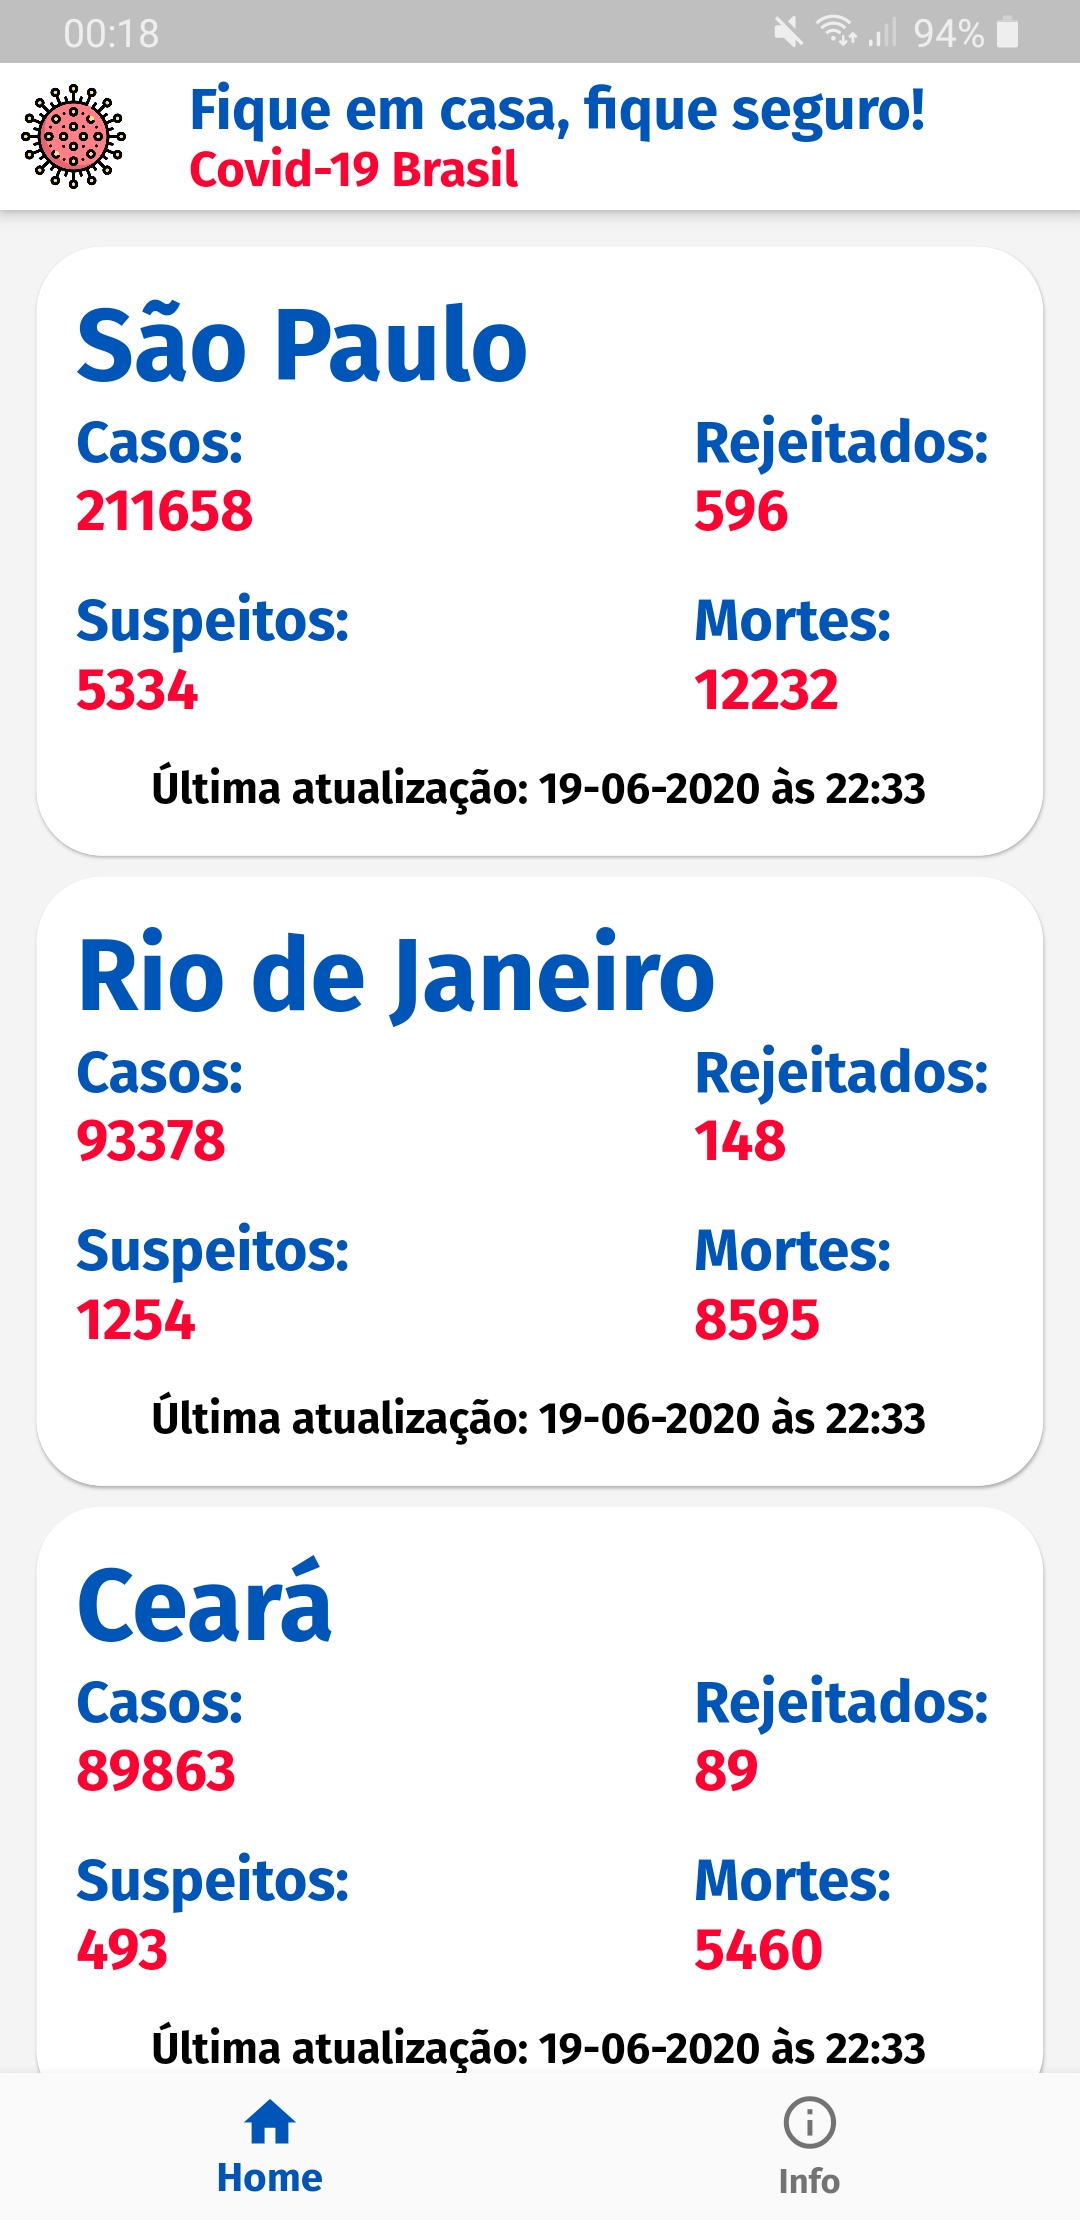 00:18 94%
Fique em casa, fique seguro!
Covid-19 Brasil
São Paulo
Casos: Rejeitados:
211658 596
Suspeitos: Mortes:
5334 12232
Última atualização: 19-06-2020 às 22:33
Rio de Janeiro
Casos: Rejeitados:
93378 148
Suspeitos: Mortes:
1254 8595
Última atualização: 19-06-2020 às 22:33
Ceará
Casos: Rejeitados:
89863 89
Suspeitos: Mortes:
493 5460
Última atualização: 19-06-2020 às 22:33
Home Info